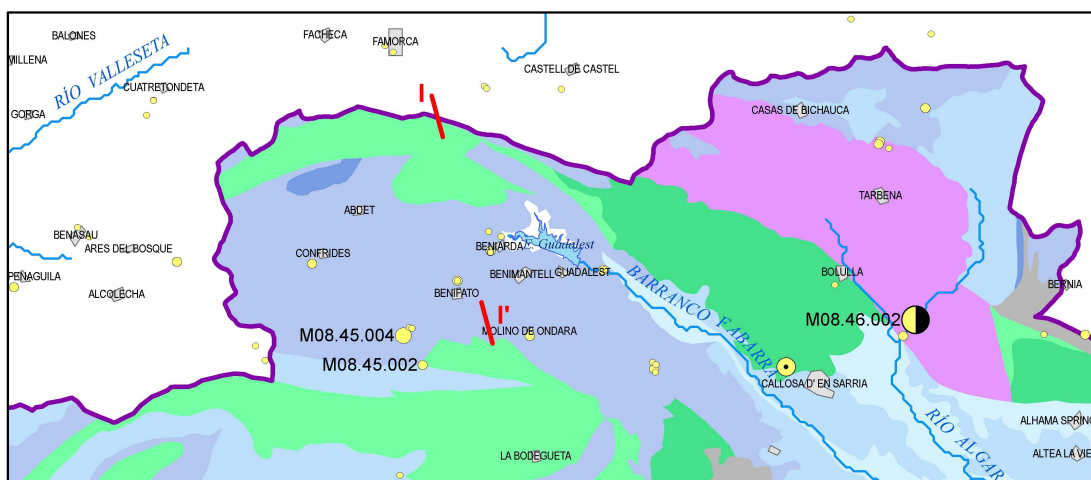 BALONES
FACHECA
FAMORCA
MILLENA
RÍO VALLESETA
CUATRETONDETA
CASTELL DE CASTEL
I
GORGA
CASAS DE BICHAUCA
TARBENA
ABDET
BENASAU
ARES DEL BOSQUE
CONFRIDES
BENIARDA
E. Guadalest
PEÑAGUILA
BENIMANTELL
GUADALEST
BOLULLA
BERNIA
ALCOLECHA
BENIFATO
BARRANCO FABARRA
I'
M08.45.004
MOLINO DE ONDARA
M08.46.002
M08.45.002
CALLOSA D' EN SARRIA
RÍO ALGAR
ALHAMA SPRING
LA BODEGUETA
ALTEA LA VIE